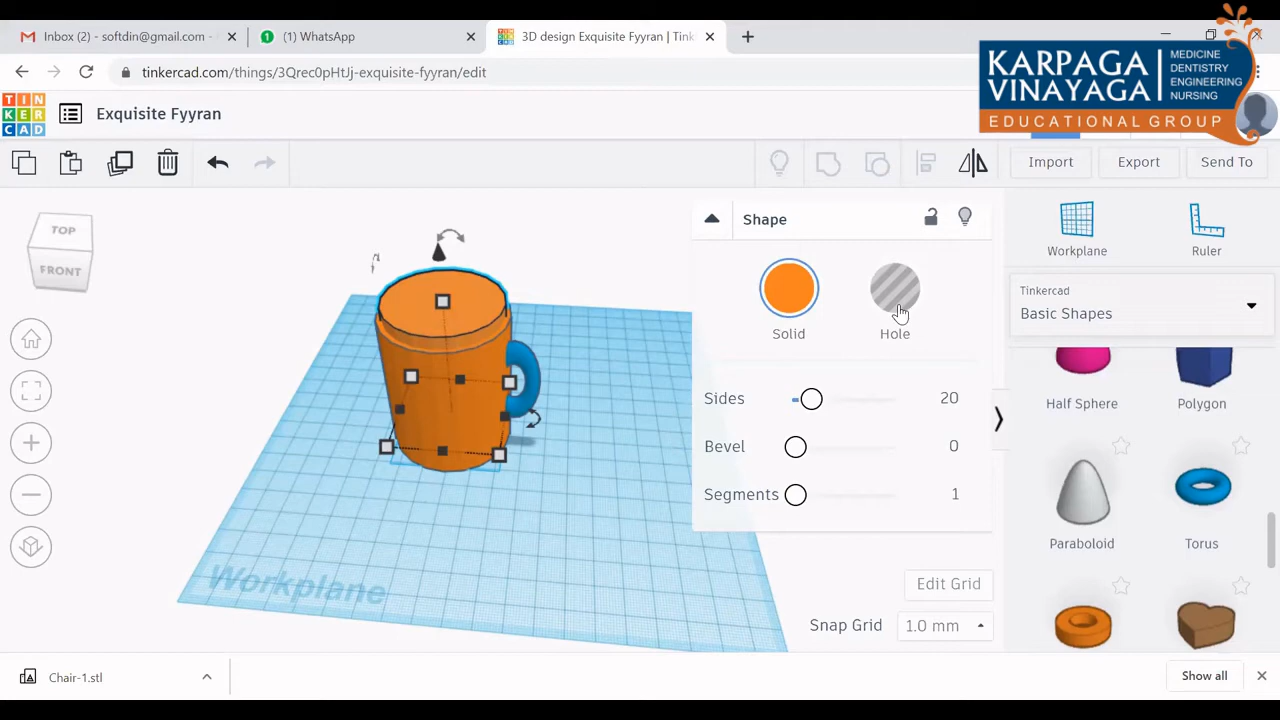 Inbox (2) - softdin@gmail.com -
1
(1) WhatsApp
3D design Exquisite Fyyran | Tink
tinkercad.com/things/3Qrec0pHtJj-exquisite-fyyran/edit
KARPAGA
VINAYAGA
MEDICINE
DENTISTRY
ENGINEERING
NURSING
EDUCATIONAL GROUP
TIN
KER
CAD
Exquisite Fyyran
Import
Export
Send To
TOP
FRONT
Shape
Solid
Hole
Sides
20
Bevel
0
Segments
1
Workplane
Ruler
Tinkercad
Basic Shapes
Half Sphere
Polygon
Paraboloid
Torus
Workplane
Edit Grid
Snap Grid
1.0 mm
Chair-1.stl
Show all